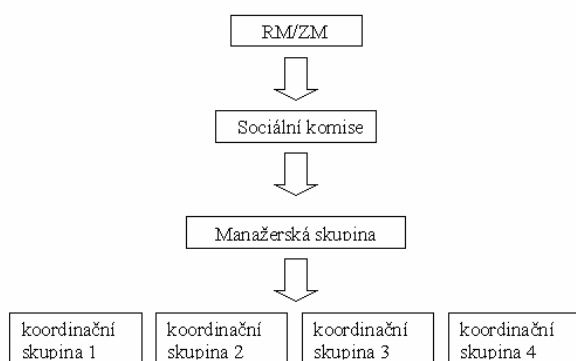 RM/ZM
Sociální komise
Manažerská skupina
koordinační
skupina 1
koordinační
skupina 2
koordinační
skupina 3
koordinační
skupina 4